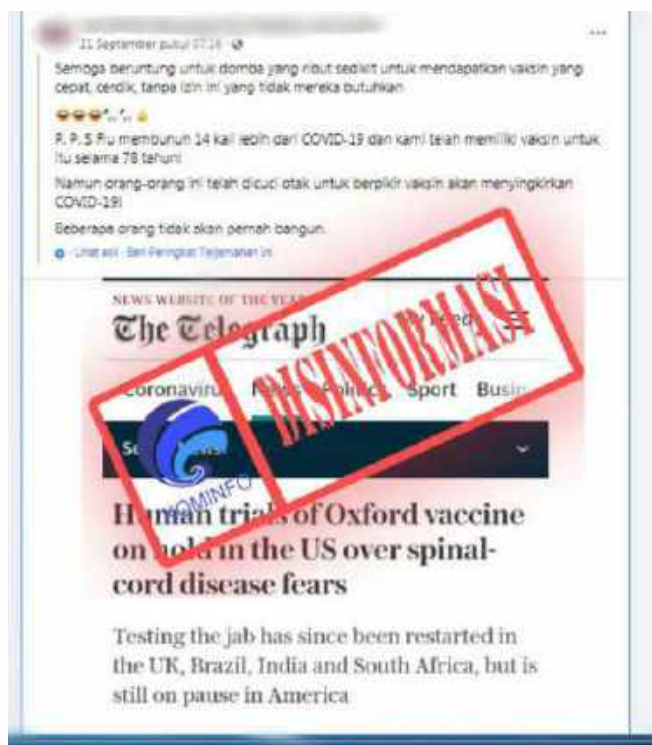 21 September pukul 07.16
Semoga beruntung untuk domba yang ribut sedikit untuk mendapatkan vaksin yang
cepat, cerdik, tanpa izin ini yang tidak mereka butuhkan
P. P. S Flu membunuh 14 kali lebih dari COVID-19 dan kami telah memiliki vaksin untuk
itu selama 78 tahun!
Namun orang-orang ini telah dicuci otak untuk berpikir vaksin akan menyingkirkan
COVID-19!
Beberapa orang tidak akan pernah bangun.
Lihat asli · Beri Peringkat Terjemahan Ini
NEWS WEBSITE OF THE YEAR
The Telegraph
My Feed
Coronavirus News Politics Sport Busin
DISINFORMASI
KOMINFO
Human trials of Oxford vaccine
on hold in the US over spinal-
cord disease fears
Testing the jab has since been restarted in
the UK, Brazil, India and South Africa, but is
still on pause in America